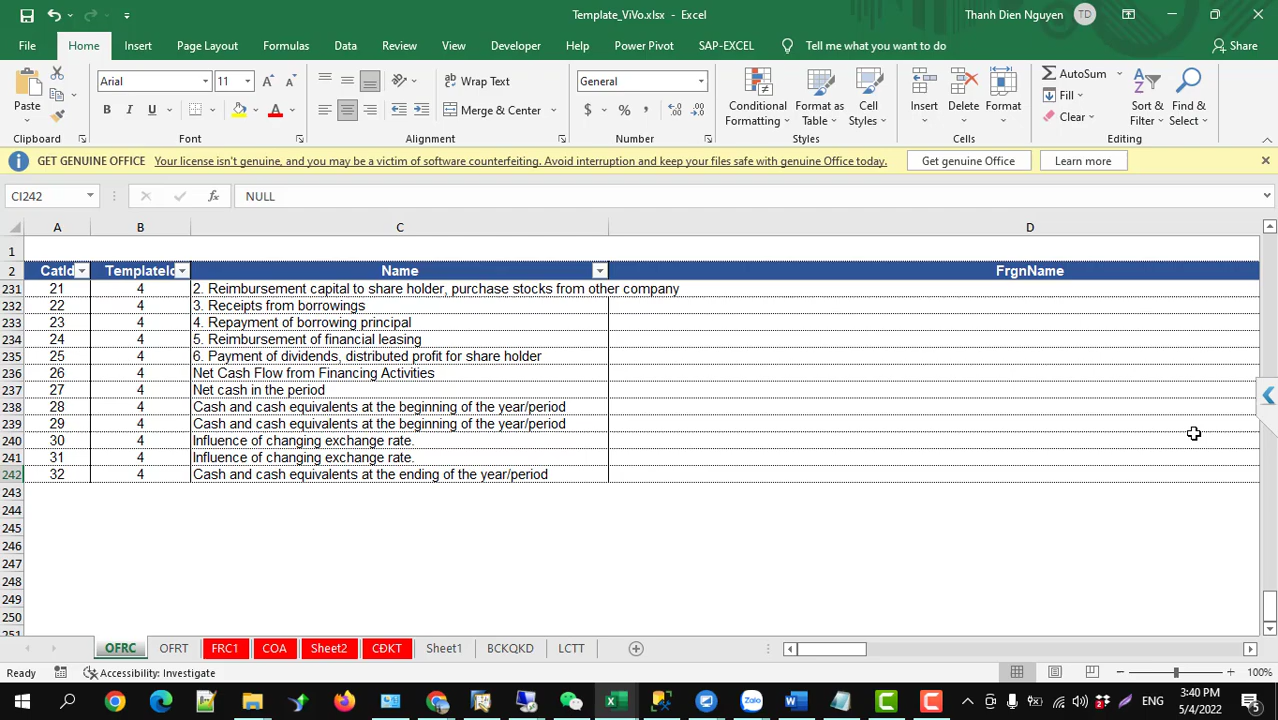 Template_ViVo.xlsx - Excel
Thanh Dien Nguyen TD
File Home Insert Page Layout Formulas Data Review View Developer Help Power Pivot SAP-EXCEL Tell me what you want to do Share
Paste
Arial 11
B I U
Wrap Text
Merge & Center
General
$ % ,
Conditional Formatting
Format as Table
Cell Styles
Insert
Delete
Format
AutoSum
Fill
Clear
Sort & Filter
Find & Select
Clipboard Font Alignment Number Styles Cells Editing
GET GENUINE OFFICE Your license isn't genuine, and you may be a victim of software counterfeiting. Avoid interruption and keep your files safe with genuine Office today. Get genuine Office Learn more
CI242 fx NULL
A B C D
1
2 CatId TemplateId Name FrgnName
231 21 4 2. Reimbursement capital to share holder, purchase stocks from other company
232 22 4 3. Receipts from borrowings
233 23 4 4. Repayment of borrowing principal
234 24 4 5. Reimbursement of financial leasing
235 25 4 6. Payment of dividends, distributed profit for share holder
236 26 4 Net Cash Flow from Financing Activities
237 27 4 Net cash in the period
238 28 4 Cash and cash equivalents at the beginning of the year/period
239 29 4 Cash and cash equivalents at the beginning of the year/period
240 30 4 Influence of changing exchange rate.
241 31 4 Influence of changing exchange rate.
242 32 4 Cash and cash equivalents at the ending of the year/period
243
244
245
246
247
248
249
250
251
OFRC OFRT FRC1 COA Sheet2 CĐKT Sheet1 BCKQKD LCTT
Ready Accessibility: Investigate 100%
Zalo ENG 3:40 PM
5/4/2022 5